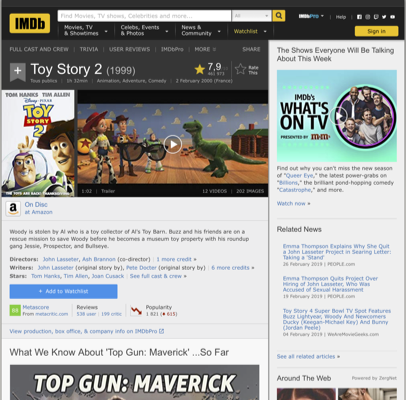 IMDb
Find Movies, TV shows, Celebrities and more...
All
IMDbPro
Help
Movies, TV
& Showtimes
Celebs, Events
& Photos
News &
Community
Watchlist
Sign in
FULL CAST AND CREW | TRIVIA | USER REVIEWS | IMDbPro | MORE
SHARE
Toy Story 2 (1999)
7,9
Rate
This
Tous publics | 1h 32min | Animation, Adventure, Comedy | 2 February 2000 (France)
TOM HANKS TIM ALLEN
TOY
STORY
2
1:02 | Trailer
12 VIDEOS | 202 IMAGES
On Disc
at Amazon
Woody is stolen by Al who is a toy collector of Al's Toy Barn. Buzz and his friends are on a
rescue mission to save Woody before he becomes a museum toy property with his roundup
gang Jessie, Prospector, and Bullseye.
Directors: John Lasseter, Ash Brannon (co-director) | 1 more credit »
Writers: John Lasseter (original story by), Pete Docter (original story by) | 6 more credits »
Stars: Tom Hanks, Tim Allen, Joan Cusack | See full cast & crew »
+ Add to Watchlist
Metascore
From metacritic.com
Reviews
538 user | 199 critic
Popularity
1 821
View production, box office, & company info on IMDbPro
What We Know About 'Top Gun: Maverick' ...So Far
TOP GUN: MAVERICK
The Shows Everyone Will Be Talking
About This Week
IMDb's
WHAT'S
ON TV
PRESENTED BY
Find out why you can't miss the new season
of "Queer Eye," the latest power-grabs on
"Billions," the brilliant pond-hopping comedy
"Catastrophe," and more.
Watch now »
Related News
Emma Thompson Explains Why She Quit
a John Lasseter Project in Searing Letter:
Taking a 'Stand'
26 February 2019 | PEOPLE.com
Emma Thompson Quits Project Over
Hiring of John Lasseter, Who Was
Accused of Sexual Harassment
19 February 2019 | PEOPLE.com
Toy Story 4 Super Bowl TV Spot Features
Buzz Lightyear, Woody And Newcomers
Ducky (Keegan-Michael Key) And Bunny
(Jordan Peele)
04 February 2019 | WeAreMovieGeeks.com
See all related articles »
Around The Web
Powered by ZergNet